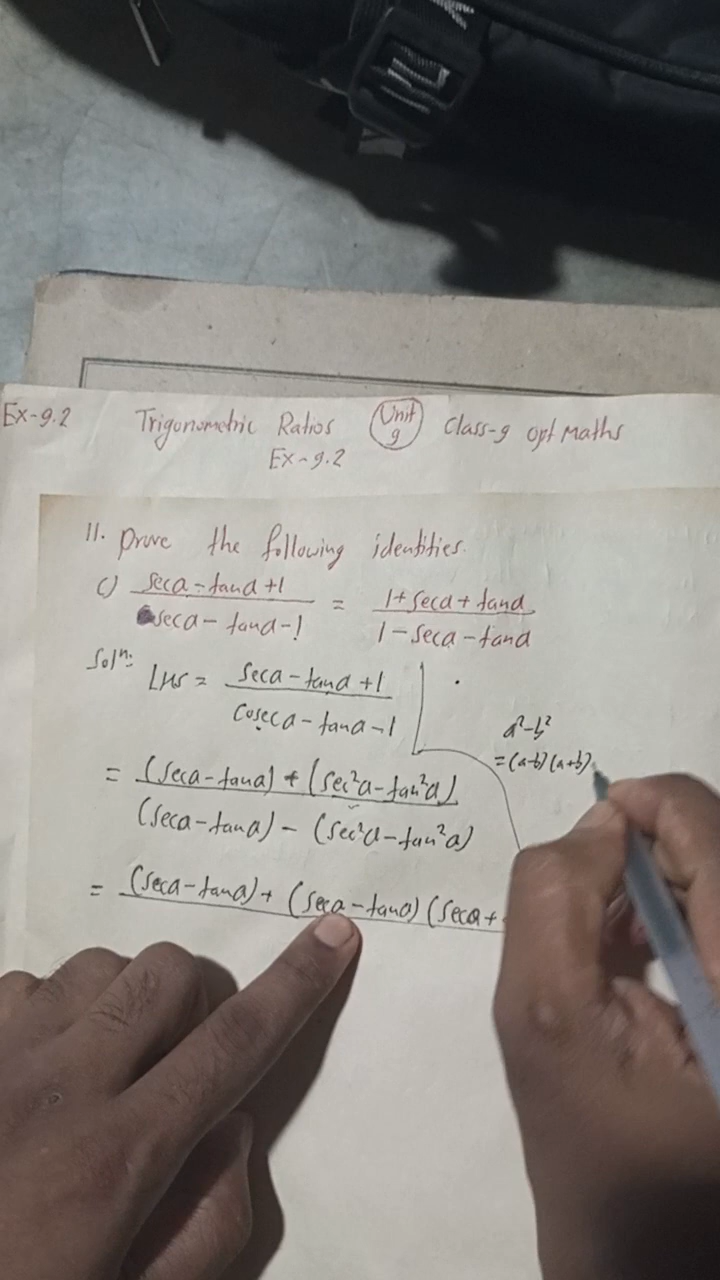 Ex-9.2 Trigonometric Ratios Unit 9 Class-9 opt Maths
Ex-9.2
11. Prove the following identities.
c) (seca - tana + 1)/(seca - tana - 1) = (1 + seca + tana)/(1 - seca - tana)
Solⁿ:
LHS = (seca - tana + 1)/(coseca - tana - 1)
a²-b²
= (a-b)(a+b)
= ((seca - tana) + (sec²a - tan²a))/((seca - tana) - (sec²a - tan²a))
= (seca - tana) + (seca - tana) (seca +